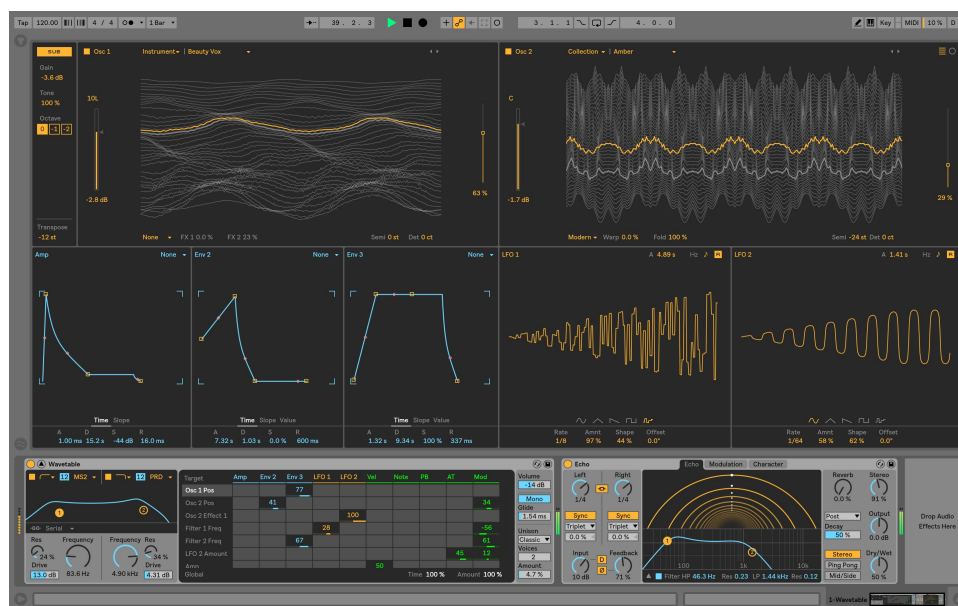 Tap 120.00 4 / 4 1 Bar 39 . 2 . 3 3 . 1 . 1 4 . 0 . 0 Key MIDI 10 % D
SUB
Gain
-3.6 dB
Tone
100 %
Octave
0 -1 -2
Transpose
-12 st
Osc 1 Instrument Beauty Vox
10L
-2.8 dB
63 %
None FX 1 0.0 % FX 2 23 % Semi 0 st Det 0 ct
Osc 2 Collection Amber
C
-1.7 dB
29 %
Modern Warp 0.0 % Fold 100 % Semi -24 st Det 0 ct
Amp None
Time Slope
A D S R
1.00 ms 15.2 s -44 dB 16.0 ms
Env 2 None
Time Slope Value
A D S R
7.32 s 1.03 s 0.0 % 600 ms
Env 3 None
Time Slope Value
A D S R
1.32 s 9.34 s 100 % 337 ms
LFO 1 A 4.89 s Hz R
Rate Amnt Shape Offset
1/8 97 % 44 % 0.0°
LFO 2 A 1.41 s Hz R
Rate Amnt Shape Offset
1/64 58 % 62 % 0.0°
Wavetable
12 MS2 12 PRD
1 2
Serial
Res Frequency Frequency Res
24 % 34 %
Drive Drive
13.0 dB 83.6 Hz 4.90 kHz 4.31 dB
Target Amp Env 2 Env 3 LFO 1 LFO 2 Vel Note PB AT Mod
Osc 1 Pos 77
Osc 2 Pos 41 34
Osc 2 Effect 1 100
Filter 1 Freq 28 -56
Filter 2 Freq 67 61
LFO 2 Amount 45 12
Amp 50
Global Time 100 % Amount 100 %
Volume
-14 dB
Mono
Glide
1.54 ms
Unison
Classic
Voices
2
Amount
4.7 %
Echo
Echo Modulation Character
Left Right
1/4 1/4
Sync Sync
Triplet Triplet
0.0 % 0.0 %
Input D Feedback
10 dB Ø 71 %
1 2
100 1k 10k
Filter HP 46.3 Hz Res 0.23 LP 1.44 kHz Res 0.12
Reverb Stereo
0.0 % 91 %
Post Output
Decay
50 % 0.0 dB
Stereo Dry/Wet
Ping Pong
Mid/Side 50 %
Drop Audio
Effects Here
1-Wavetable